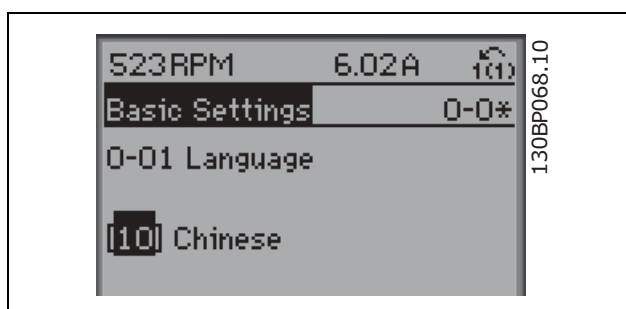 523RPM 6.02A 1(1)
Basic Settings 0-0*
0-01 Language
[10] Chinese
130BP068.10